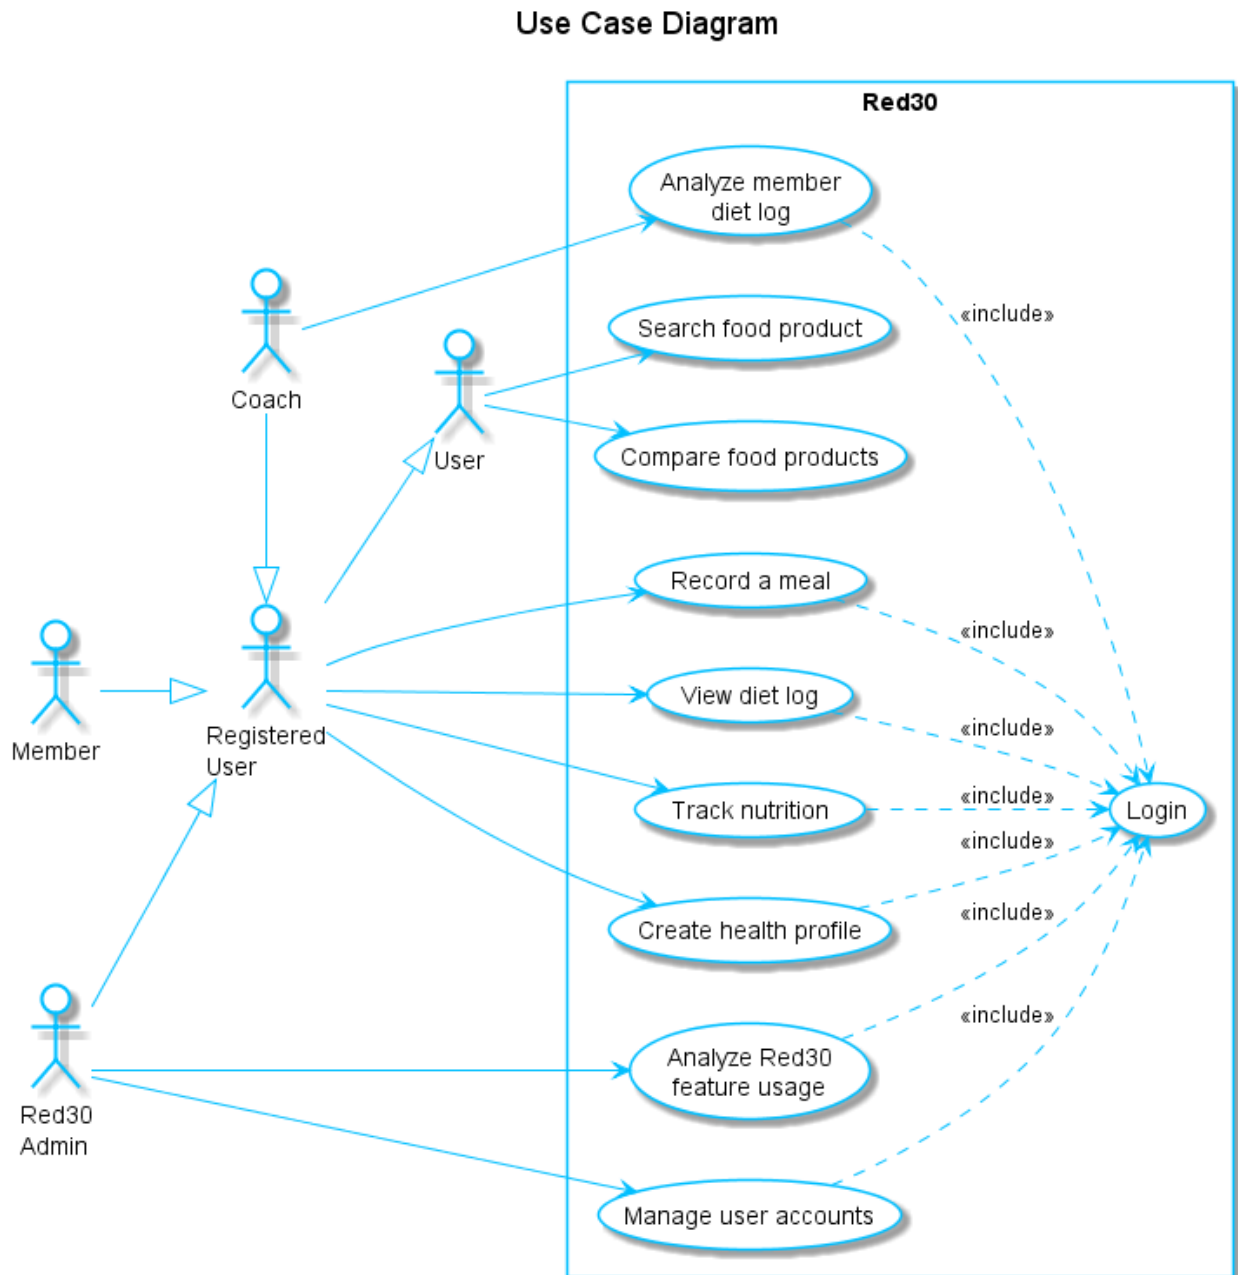 Use Case Diagram
Red30
Analyze member
diet log
«include»
Search food product
Coach
User
Compare food products
Record a meal
«include»
View diet log
«include»
Registered
User
Member
Track nutrition
«include»
Login
«include»
Create health profile
«include»
«include»
Analyze Red30
feature usage
Red30
Admin
Manage user accounts